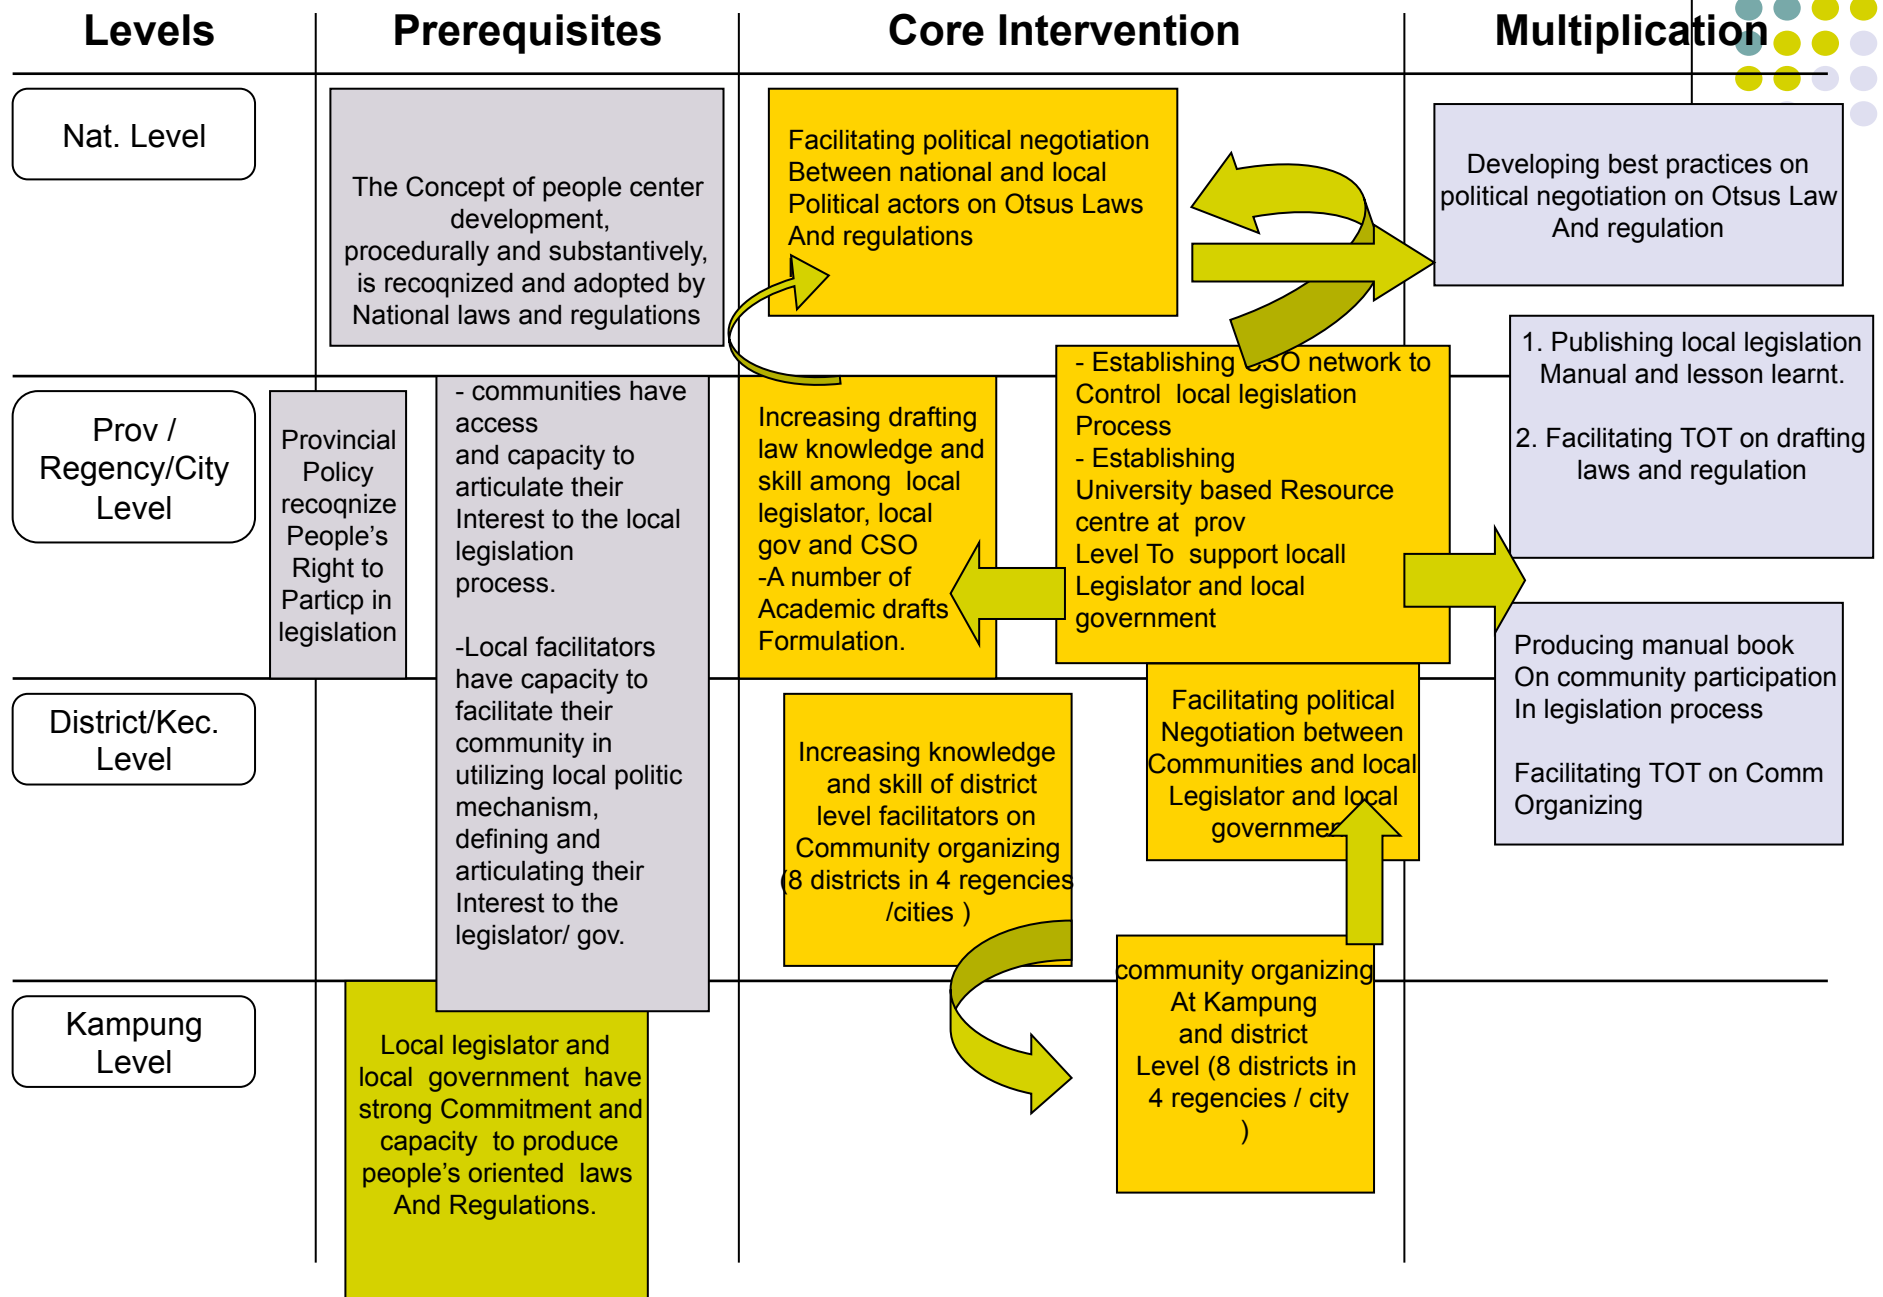 Levels
Prerequisites
Core Intervention
Multiplication
Nat. Level
The Concept of people center
development,
procedurally and substantively,
is recoqnized and adopted by
National laws and regulations
Facilitating political negotiation
Between national and local
Political actors on Otsus Laws
And regulations
Developing best practices on
political negotiation on Otsus Law
And regulation
Prov /
Regency/City
Level
Provincial
Policy
recoqnize
People's
Right to
Particp in
legislation
- communities have
access
and capacity to
articulate their
Interest to the local
legislation
process.
-Local facilitators
have capacity to
facilitate their
community in
utilizing local politic
mechanism,
defining and
articulating their
Interest to the
legislator/ gov.
Increasing drafting
law knowledge and
skill among local
legislator, local
gov and CSO
-A number of
Academic drafts
Formulation.
- Establishing CSO network to
Control local legislation
Process
- Establishing
University based Resource
centre at prov
Level To support locall
Legislator and local
government
1. Publishing local legislation
Manual and lesson learnt.
2. Facilitating TOT on drafting
laws and regulation
Producing manual book
On community participation
In legislation process
Facilitating TOT on Comm
Organizing
District/Kec.
Level
Increasing knowledge
and skill of district
level facilitators on
Community organizing
(8 districts in 4 regencies
/cities )
Facilitating political
Negotiation between
Communities and local
Legislator and local
government
Kampung
Level
Local legislator and
local government have
strong Commitment and
capacity to produce
people's oriented laws
And Regulations.
community organizing
At Kampung
and district
Level (8 districts in
4 regencies / city
)